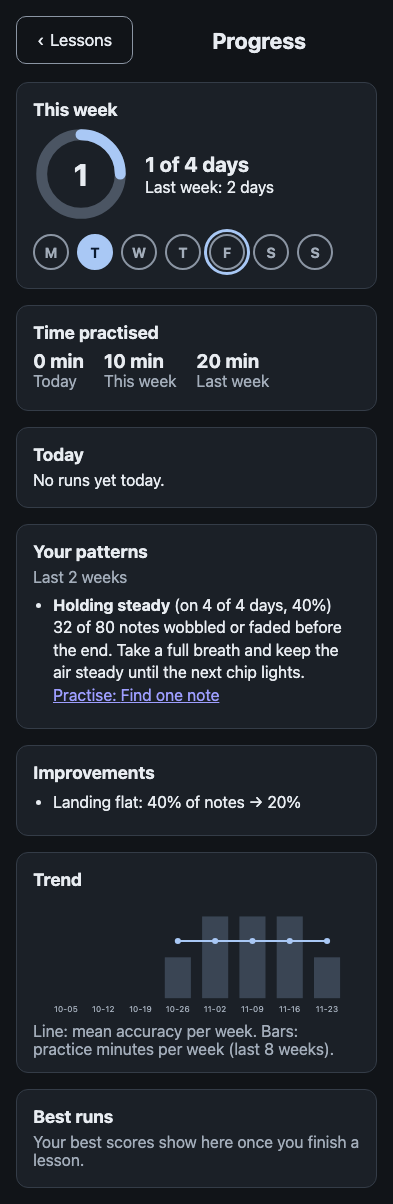 ‹ Lessons
Progress
This week
1
1 of 4 days
Last week: 2 days
M T W T F S S
Time practised
0 min 10 min 20 min
Today This week Last week
Today
No runs yet today.
Your patterns
Last 2 weeks
• Holding steady (on 4 of 4 days, 40%)
32 of 80 notes wobbled or faded before
the end. Take a full breath and keep the
air steady until the next chip lights.
Practise: Find one note
Improvements
• Landing flat: 40% of notes → 20%
Trend
10-05 10-12 10-19 10-26 11-02 11-09 11-16 11-23
Line: mean accuracy per week. Bars:
practice minutes per week (last 8 weeks).
Best runs
Your best scores show here once you finish a
lesson.